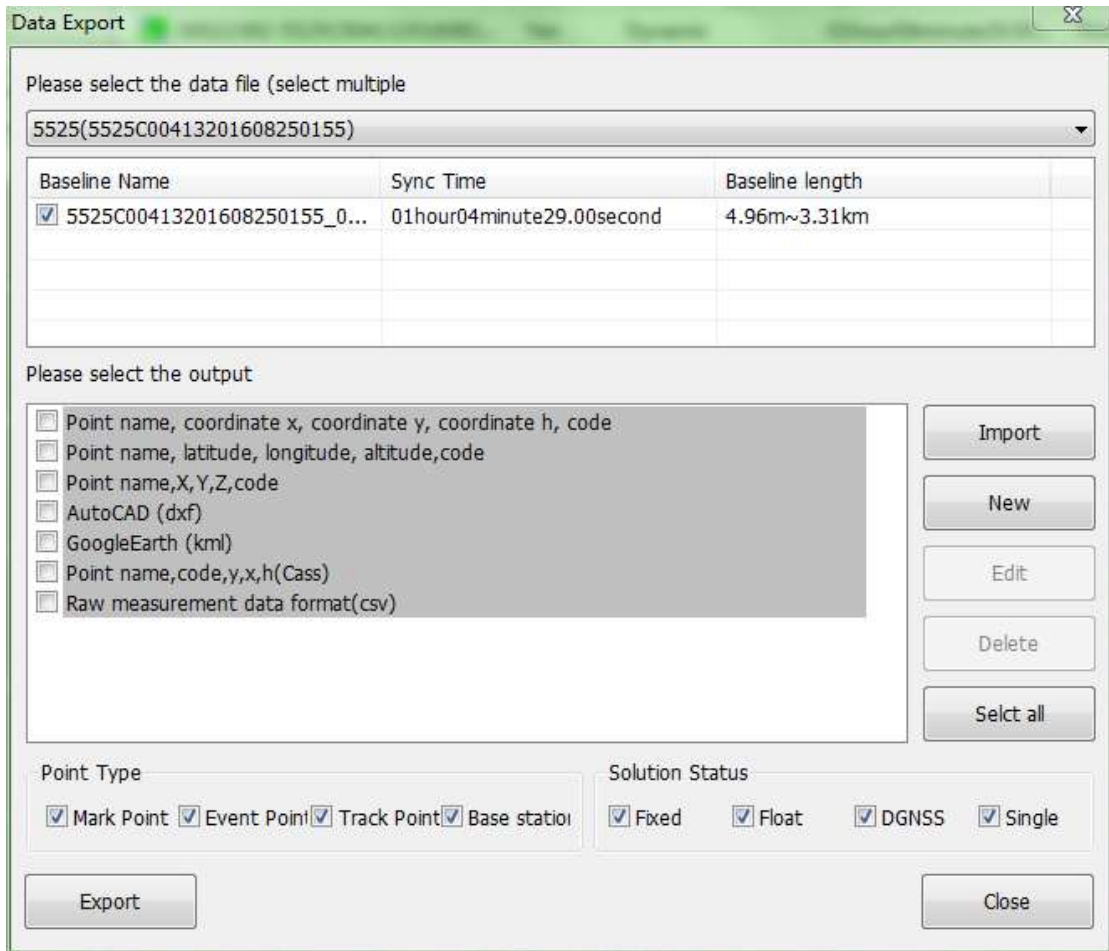 Data Export
Please select the data file (select multiple
5525(5525C00413201608250155)
Baseline Name Sync Time Baseline length
5525C00413201608250155_0... 01hour04minute29.00second 4.96m~3.31km
Please select the output
Point name, coordinate x, coordinate y, coordinate h, code
Point name, latitude, longitude, altitude,code
Point name,X,Y,Z,code
AutoCAD (dxf)
GoogleEarth (kml)
Point name,code,y,x,h(Cass)
Raw measurement data format(csv)
Import
New
Edit
Delete
Selct all
Point Type
Mark Point Event Point Track Point Base station
Solution Status
Fixed Float DGNSS Single
Export Close